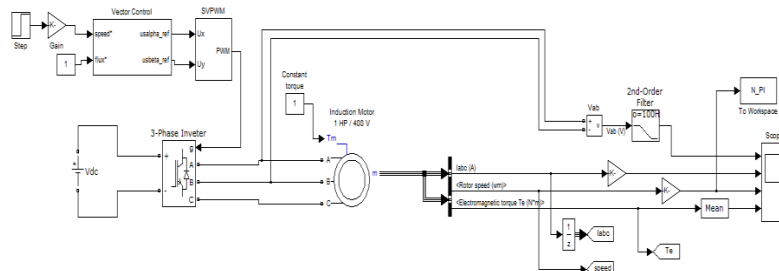 Vector Control
SVPWM
Step
Gain
K-
speed*
flux*
usalpha_ref
usbeta_ref
Ux
Uy
PWM
1
Constant
torque
1
Induction Motor
1 HP / 400 V
Tm
m
A
B
C
3-Phase Inveter
g
+
-
A
B
C
Vdc
+
Vab
+
-
v
Vab (V)
2nd-Order
Filter
o=100H
N_PI
To Workspace
Scop
Iabc (A)
<Rotor speed (wm)>
<Electromagnetic torque Te (N*m)>
K-
K-
Mean
1
z
Iabc
Te
speed